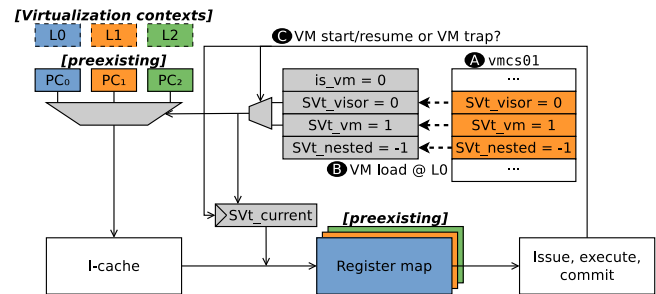 [Virtualization contexts]
L0 L1 L2
[preexisting]
PC₀ PC₁ PC₂
C VM start/resume or VM trap?
A vmcs01
...
is_vm = 0
SVt_visor = 0
SVt_visor = 0
SVt_vm = 1
SVt_vm = 1
SVt_nested = -1
SVt_nested = -1
...
B VM load @ L0
SVt_current
[preexisting]
I-cache
Register map
Issue, execute,
commit